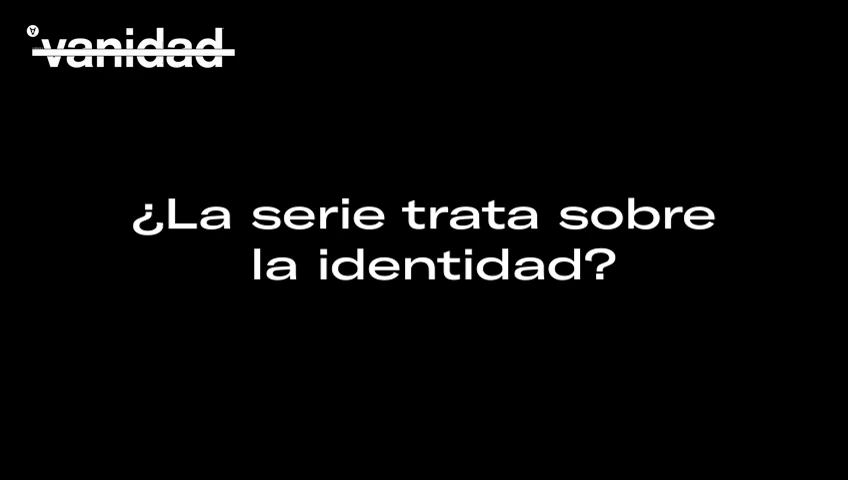 vanidad
¿La serie trata sobre
la identidad?